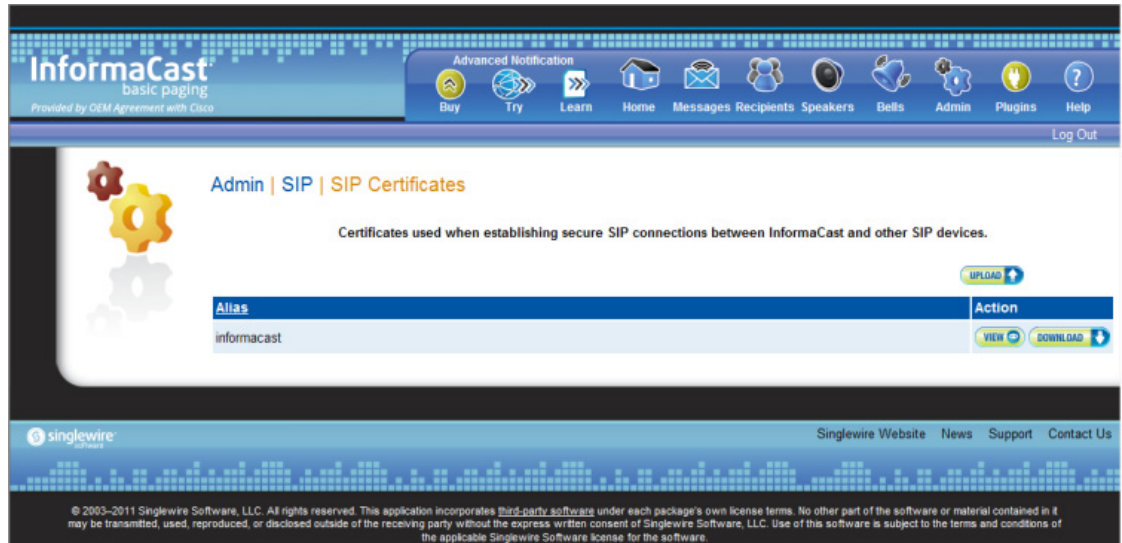 InformaCast
basic paging
Provided by OEM Agreement with Cisco
Advanced Notification
Buy Try Learn Home Messages Recipients Speakers Bells Admin Plugins Help
Log Out
Admin | SIP | SIP Certificates
Certificates used when establishing secure SIP connections between InformaCast and other SIP devices.
UPLOAD
Alias Action
informacast VIEW DOWNLOAD
singlewire
software
Singlewire Website News Support Contact Us
© 2003–2011 Singlewire Software, LLC. All rights reserved. This application incorporates third-party software under each package's own license terms. No other part of the software or material contained in it
may be transmitted, used, reproduced, or disclosed outside of the receiving party without the express written consent of Singlewire Software, LLC. Use of this software is subject to the terms and conditions of
the applicable Singlewire Software license for the software.